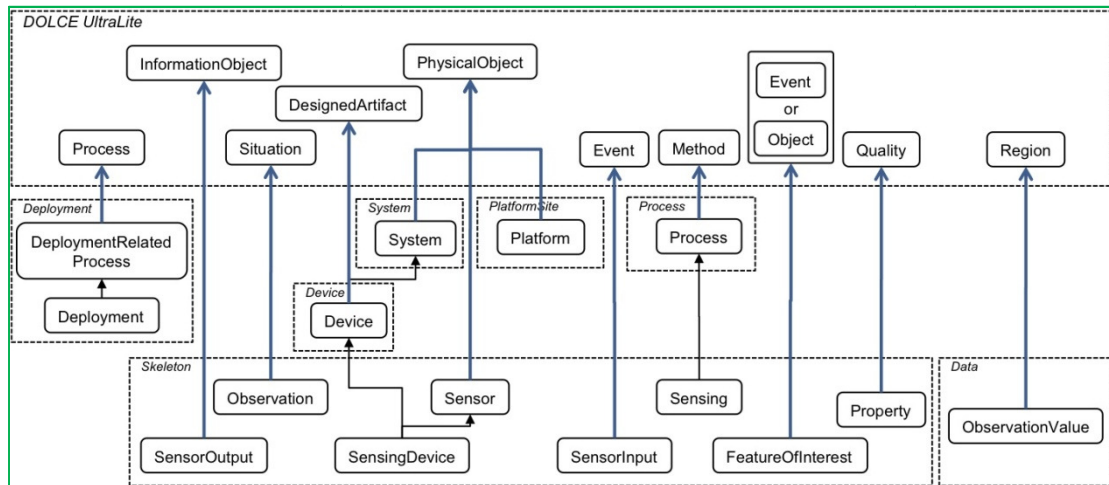 DOLCE UltraLite
InformationObject
PhysicalObject
DesignedArtifact
Event
or
Object
Process
Situation
Event
Method
Quality
Region
Deployment
DeploymentRelated
Process
Deployment
System
System
PlatformSite
Platform
Process
Process
Device
Device
Skeleton
Observation
Sensor
Sensing
Property
SensorOutput
SensingDevice
SensorInput
FeatureOfInterest
Data
ObservationValue